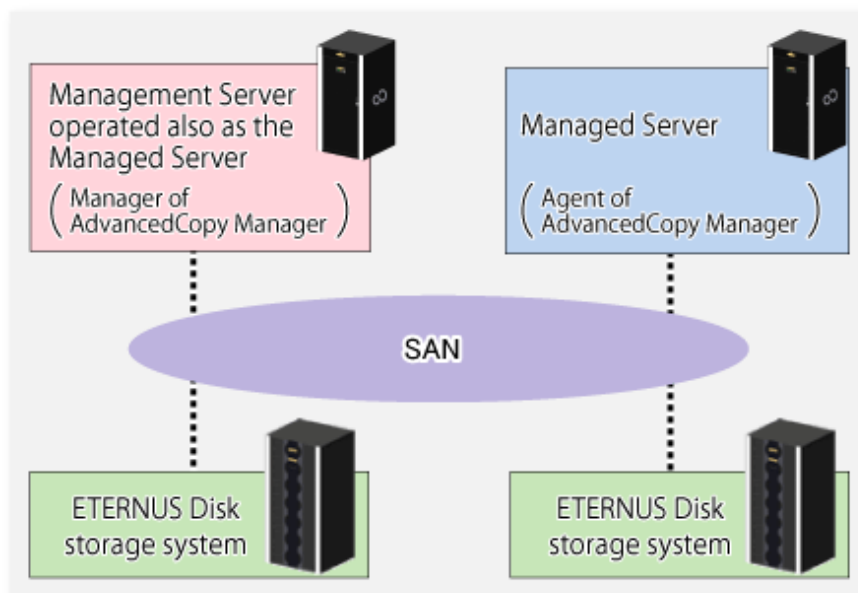 Management Server
operated also as the
Managed Server
( Manager of
AdvancedCopy Manager )
Managed Server
( Agent of
AdvancedCopy Manager )
SAN
ETERNUS Disk
storage system
ETERNUS Disk
storage system